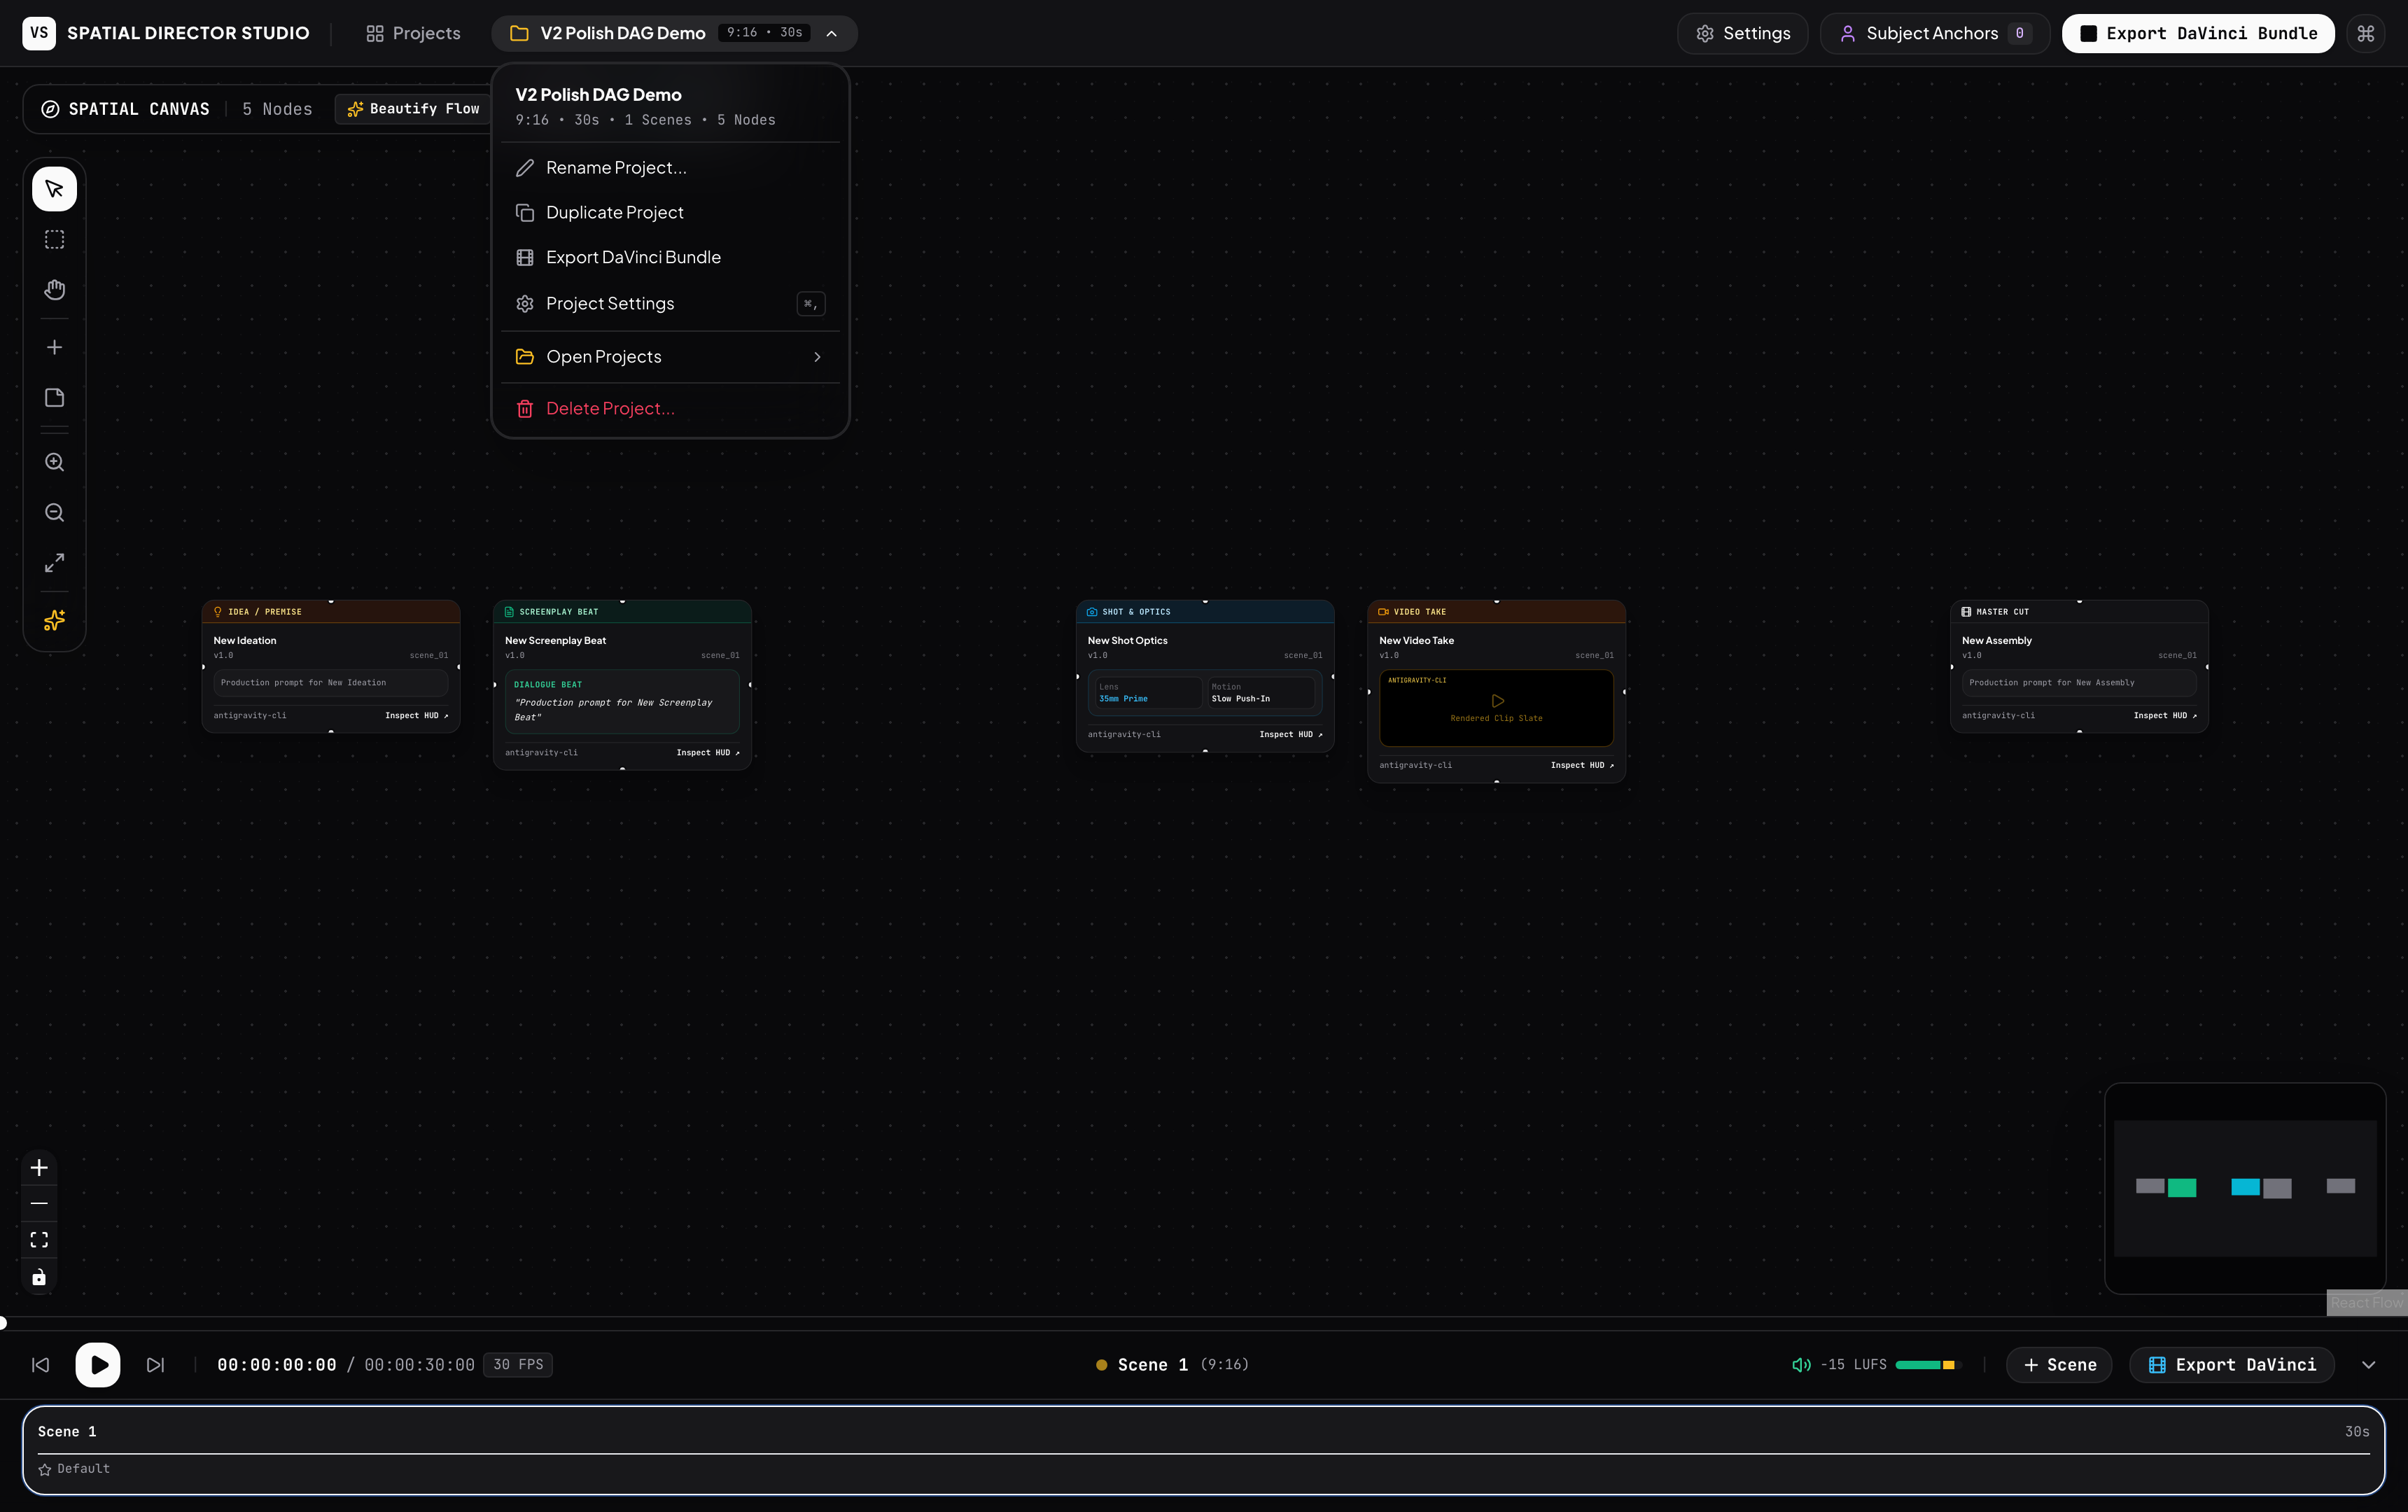 VS SPATIAL DIRECTOR STUDIO Projects V2 Polish DAG Demo 9:16 • 30s Settings Subject Anchors 0 Export DaVinci Bundle ⌘
SPATIAL CANVAS 5 Nodes Beautify Flow
V2 Polish DAG Demo
9:16 • 30s • 1 Scenes • 5 Nodes
Rename Project...
Duplicate Project
Export DaVinci Bundle
Project Settings ⌘,
Open Projects
Delete Project...
IDEA / PREMISE
New Ideation
v1.0 scene_01
Production prompt for New Ideation
antigravity-cli Inspect HUD ↗
SCREENPLAY BEAT
New Screenplay Beat
v1.0 scene_01
DIALOGUE BEAT
"Production prompt for New Screenplay
Beat"
antigravity-cli Inspect HUD ↗
SHOT & OPTICS
New Shot Optics
v1.0 scene_01
Lens Motion
35mm Prime Slow Push-In
antigravity-cli Inspect HUD ↗
VIDEO TAKE
New Video Take
v1.0 scene_01
ANTIGRAVITY-CLI
Rendered Clip Slate
antigravity-cli Inspect HUD ↗
MASTER CUT
New Assembly
v1.0 scene_01
Production prompt for New Assembly
antigravity-cli Inspect HUD ↗
React Flow
00:00:00:00 / 00:00:30:00 30 FPS Scene 1 (9:16) -15 LUFS + Scene Export DaVinci
Scene 1 30s
Default